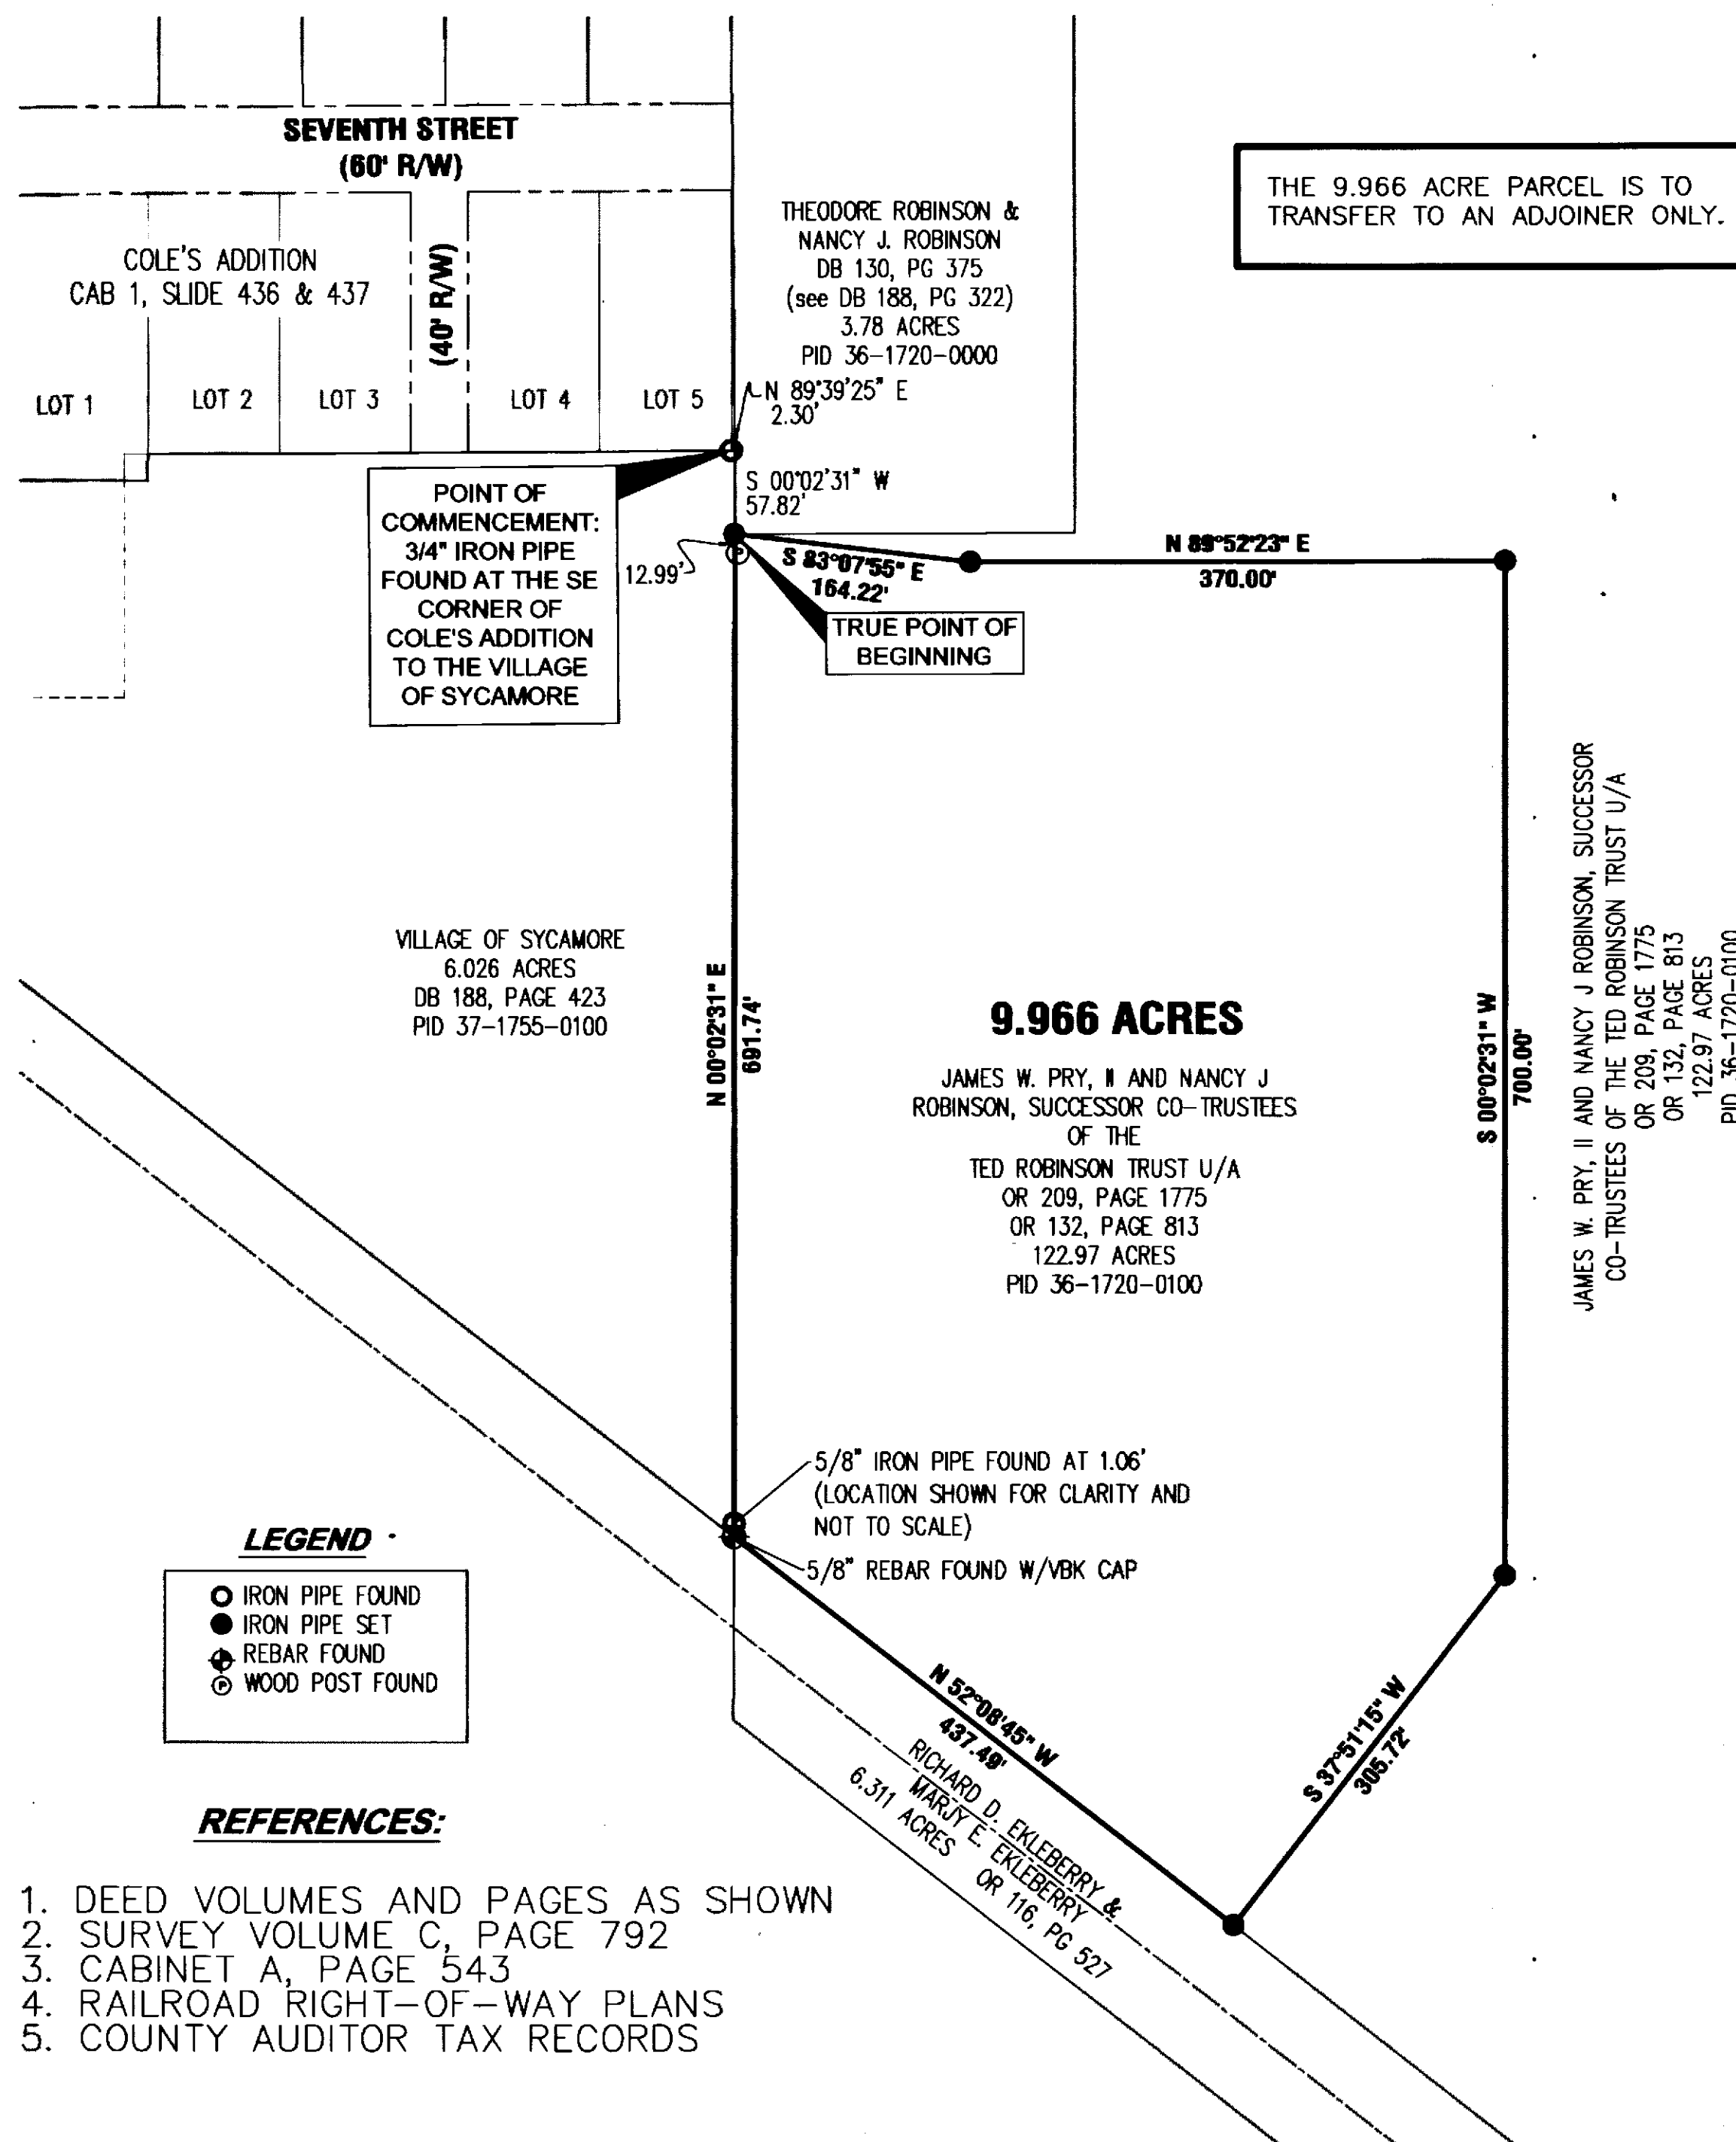 SEVENTH STREET
(60' R/W)
THE 9.966 ACRE PARCEL IS TO
TRANSFER TO AN ADJOINER ONLY.
COLE'S ADDITION
CAB 1, SLIDE 436 & 437
(40' R/W)
THEODORE ROBINSON &
NANCY J. ROBINSON
DB 130, PG 375
(see DB 188, PG 322)
3.78 ACRES
PID 36-1720-0000
LOT 1
LOT 2
LOT 3
LOT 4
LOT 5
N 89°39'25" E
2.30'
S 00°02'31" W
57.82'
POINT OF
COMMENCEMENT:
3/4" IRON PIPE
FOUND AT THE SE
CORNER OF
COLE'S ADDITION
TO THE VILLAGE
OF SYCAMORE
12.99'
P
S 83°07'55" E
164.22'
N 89°52'23" E
370.00'
TRUE POINT OF
BEGINNING
VILLAGE OF SYCAMORE
6.026 ACRES
DB 188, PAGE 423
PID 37-1755-0100
N 00°02'31" E
691.74'
9.966 ACRES
JAMES W. PRY, II AND NANCY J
ROBINSON, SUCCESSOR CO-TRUSTEES
OF THE
TED ROBINSON TRUST U/A
OR 209, PAGE 1775
OR 132, PAGE 813
122.97 ACRES
PID 36-1720-0100
S 00°02'31" W
700.00'
JAMES W. PRY, II AND NANCY J ROBINSON, SUCCESSOR
CO-TRUSTEES OF THE TED ROBINSON TRUST U/A
OR 209, PAGE 1775
OR 132, PAGE 813
122.97 ACRES
PID 36-1720-0100
5/8" IRON PIPE FOUND AT 1.06'
(LOCATION SHOWN FOR CLARITY AND
NOT TO SCALE)
5/8" REBAR FOUND W/VBK CAP
N 52°08'45" W
437.49'
S 37°51'15" W
305.72'
RICHARD D. EKLEBERRY &
MARJY E. EKLEBERRY
6.311 ACRES OR 116, PG 527
LEGEND
IRON PIPE FOUND
IRON PIPE SET
REBAR FOUND
P WOOD POST FOUND
REFERENCES:
1. DEED VOLUMES AND PAGES AS SHOWN
2. SURVEY VOLUME C, PAGE 792
3. CABINET A, PAGE 543
4. RAILROAD RIGHT-OF-WAY PLANS
5. COUNTY AUDITOR TAX RECORDS